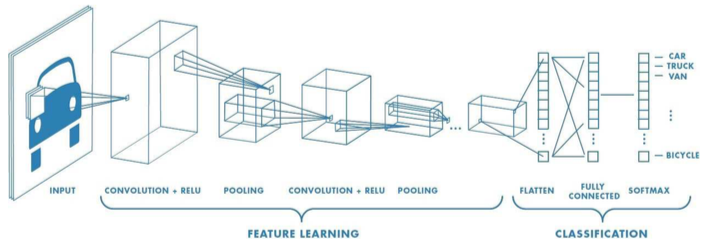 CAR
TRUCK
VAN
BICYCLE
INPUT
CONVOLUTION + RELU
POOLING
CONVOLUTION + RELU
POOLING
FLATTEN
FULLY
CONNECTED
SOFTMAX
FEATURE LEARNING
CLASSIFICATION